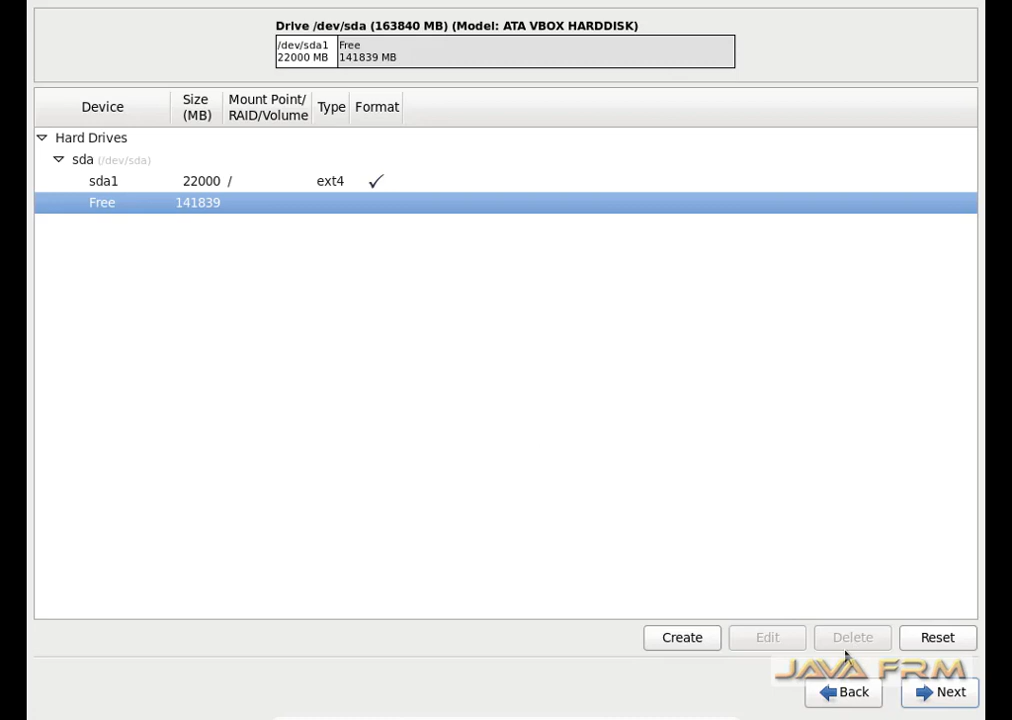 Drive /dev/sda (163840 MB) (Model: ATA VBOX HARDDISK)
/dev/sda1 Free
22000 MB 141839 MB
Device Size (MB) Mount Point/ RAID/Volume Type Format
Hard Drives
sda (/dev/sda)
sda1 22000 / ext4
Free 141839
Create Edit Delete Reset
JAVA FRM
Back Next